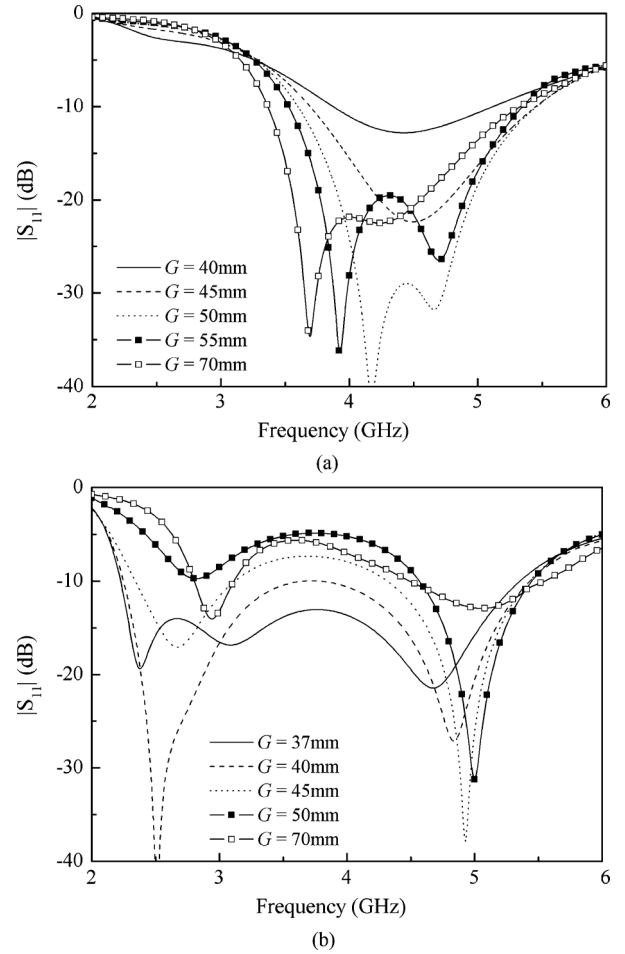 0
-10
-20
-30
-40
|S11| (dB)
G = 40mm
G = 45mm
G = 50mm
G = 55mm
G = 70mm
2 3 4 5 6
Frequency (GHz)
(a)
0
-10
-20
-30
-40
|S11| (dB)
G = 37mm
G = 40mm
G = 45mm
G = 50mm
G = 70mm
2 3 4 5 6
Frequency (GHz)
(b)